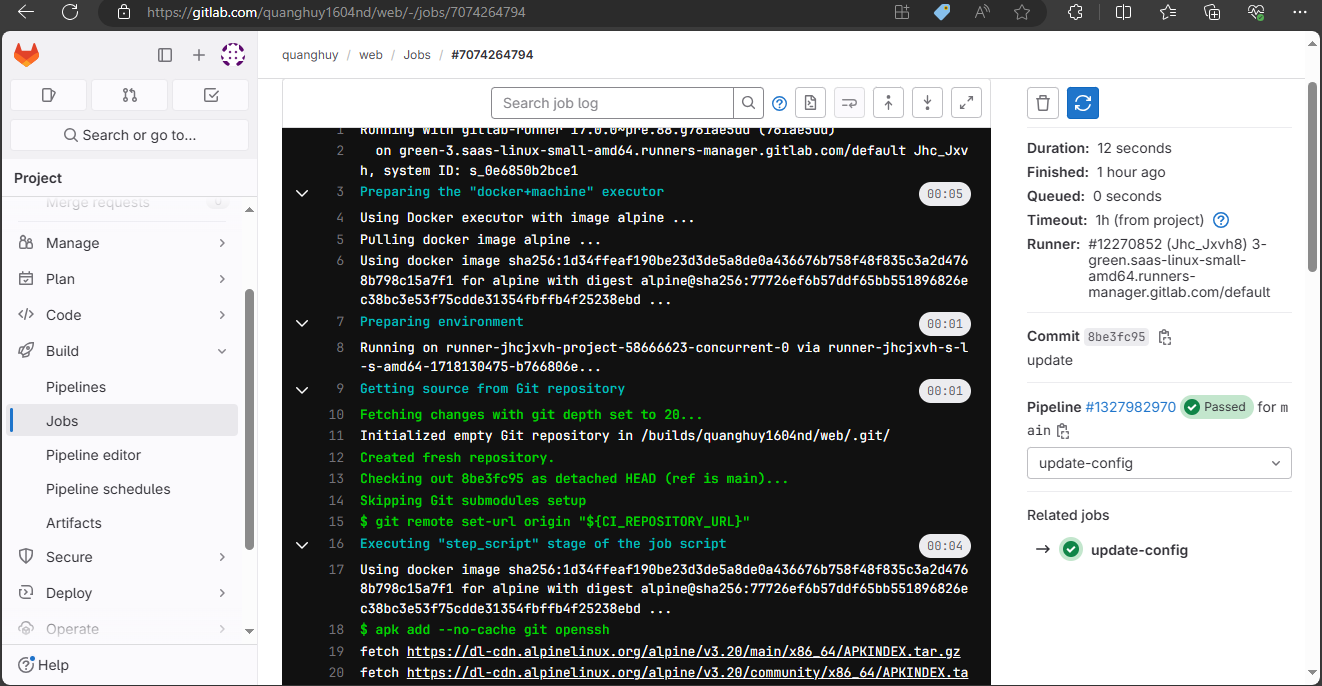 https://gitlab.com/quanghuy1604nd/web/-/jobs/7074264794
quanghuy / web / Jobs / #7074264794
Search or go to...
Project
Merge requests
Manage
Plan
Code
Build
Pipelines
Jobs
Pipeline editor
Pipeline schedules
Artifacts
Secure
Deploy
Operate
Help
Search job log
1 Running with gitlab-runner 17.0.0~pre.88.g761ae5dd (761ae5dd)
2 on green-3.saas-linux-small-amd64.runners-manager.gitlab.com/default Jhc_Jxv
h, system ID: s_0e6850b2bce1
3 Preparing the "docker+machine" executor 00:05
4 Using Docker executor with image alpine ...
5 Pulling docker image alpine ...
6 Using docker image sha256:1d34ffeaf190be23d3de5a8de0a436676b758f48f835c3a2d476
8b798c15a7f1 for alpine with digest alpine@sha256:77726ef6b57ddf65bb551896826e
c38bc3e53f75cdde31354fbffb4f25238ebd ...
7 Preparing environment 00:01
8 Running on runner-jhcjxvh-project-58666623-concurrent-0 via runner-jhcjxvh-s-l
-s-amd64-1718130475-b766806e...
9 Getting source from Git repository 00:01
10 Fetching changes with git depth set to 20...
11 Initialized empty Git repository in /builds/quanghuy1604nd/web/.git/
12 Created fresh repository.
13 Checking out 8be3fc95 as detached HEAD (ref is main)...
14 Skipping Git submodules setup
15 $ git remote set-url origin "${CI_REPOSITORY_URL}"
16 Executing "step_script" stage of the job script 00:04
17 Using docker image sha256:1d34ffeaf190be23d3de5a8de0a436676b758f48f835c3a2d476
8b798c15a7f1 for alpine with digest alpine@sha256:77726ef6b57ddf65bb551896826e
c38bc3e53f75cdde31354fbffb4f25238ebd ...
18 $ apk add --no-cache git openssh
19 fetch https://dl-cdn.alpinelinux.org/alpine/v3.20/main/x86_64/APKINDEX.tar.gz
20 fetch https://dl-cdn.alpinelinux.org/alpine/v3.20/community/x86_64/APKINDEX.ta
Duration: 12 seconds
Finished: 1 hour ago
Queued: 0 seconds
Timeout: 1h (from project)
Runner: #12270852 (Jhc_Jxvh8) 3-
green.saas-linux-small-
amd64.runners-
manager.gitlab.com/default
Commit 8be3fc95
update
Pipeline #1327982970 Passed for m
ain
update-config
Related jobs
update-config